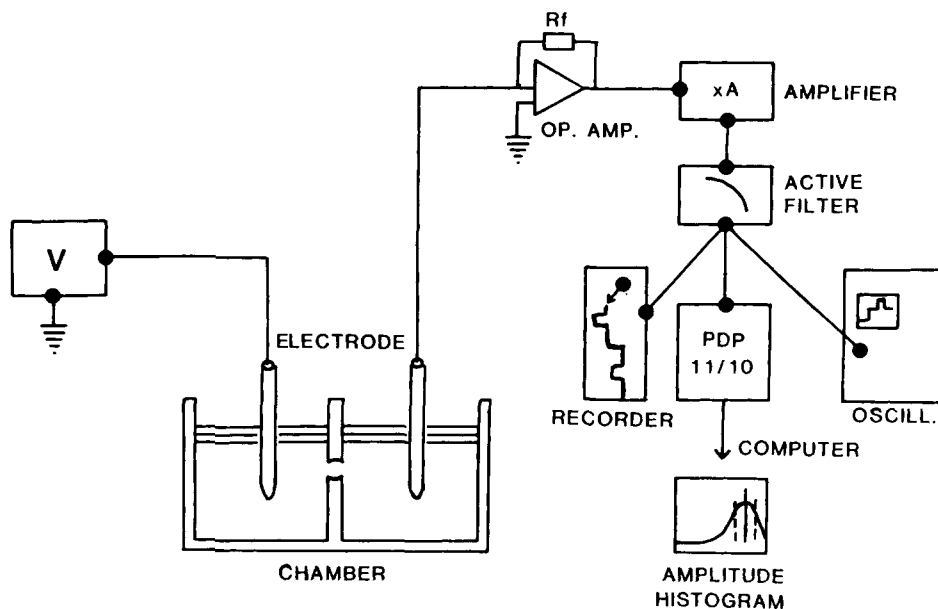 Rf
xA
AMPLIFIER
OP. AMP.
ACTIVE
FILTER
V
ELECTRODE
PDP
11/10
RECORDER
OSCILL.
COMPUTER
CHAMBER
AMPLITUDE
HISTOGRAM